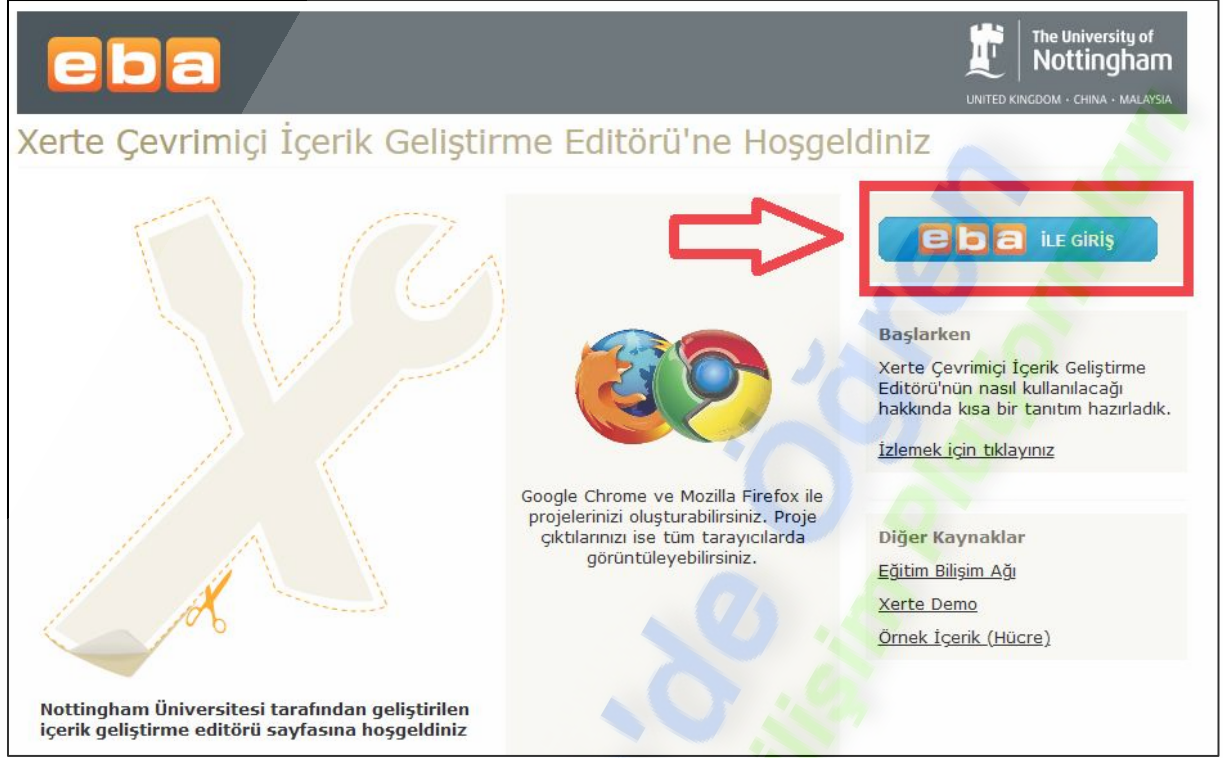 eba
The University of
Nottingham
UNITED KINGDOM · CHINA · MALAYSIA
Xerte Çevrimiçi İçerik Geliştirme Editörü'ne Hoşgeldiniz
eba İLE GİRİŞ
Başlarken
Xerte Çevrimiçi İçerik Geliştirme
Editörü'nün nasıl kullanılacağı
hakkında kısa bir tanıtım hazırladık.
İzlemek için tıklayınız
Google Chrome ve Mozilla Firefox ile
projelerinizi oluşturabilirsiniz. Proje
çıktılarınızı ise tüm tarayıcılarda
görüntüleyebilirsiniz.
Diğer Kaynaklar
Eğitim Bilişim Ağı
Xerte Demo
Örnek İçerik (Hücre)
Nottingham Üniversitesi tarafından geliştirilen
içerik geliştirme editörü sayfasına hoşgeldiniz
'de Öğren